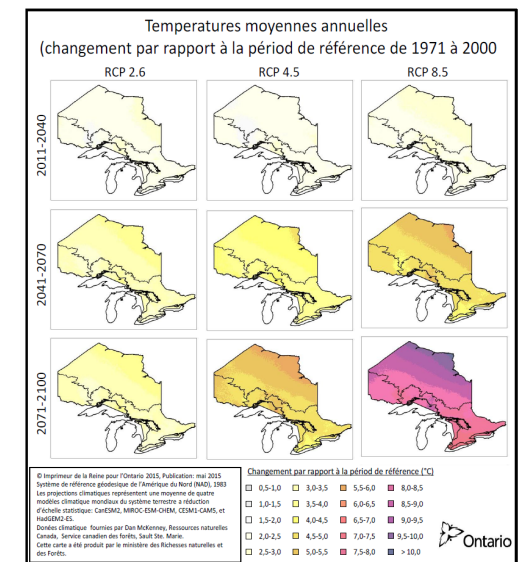 Temperatures moyennes annuelles
(changement par rapport à la périod de référence de 1971 à 2000
RCP 2.6 RCP 4.5 RCP 8.5
2011-2040
2041-2070
2071-2100
© Imprimeur de la Reine pour l'Ontario 2015, Publication: mai 2015
Système de référence géodesique de l'Amérique du Nord (NAD), 1983
Les projections climatiques représentent une moyenne de quatre
modèles climatique mondiaux du système terrestre a réduction
d'échelle statistique: CanESM2, MIROC-ESM-CHEM, CESM1-CAM5, et
HadGEM2-ES.
Donées climatique fournies par Dan McKenney, Ressources naturelles
Canada, Service canadien des forêts, Sault Ste. Marie.
Cette carte a été produit par le ministère des Richesses naturelles et
des Forêts.
Changement par rapport à la période de référence (°C)
0,5-1,0 3,0-3,5 5,5-6,0 8,0-8,5
1,0-1,5 3,5-4,0 6,0-6,5 8,5-9,0
1,5-2,0 4,0-4,5 6,5-7,0 9,0-9,5
2,0-2,5 4,5-5,0 7,0-7,5 9,5-10,0
2,5-3,0 5,0-5,5 7,5-8,0 > 10,0
Ontario